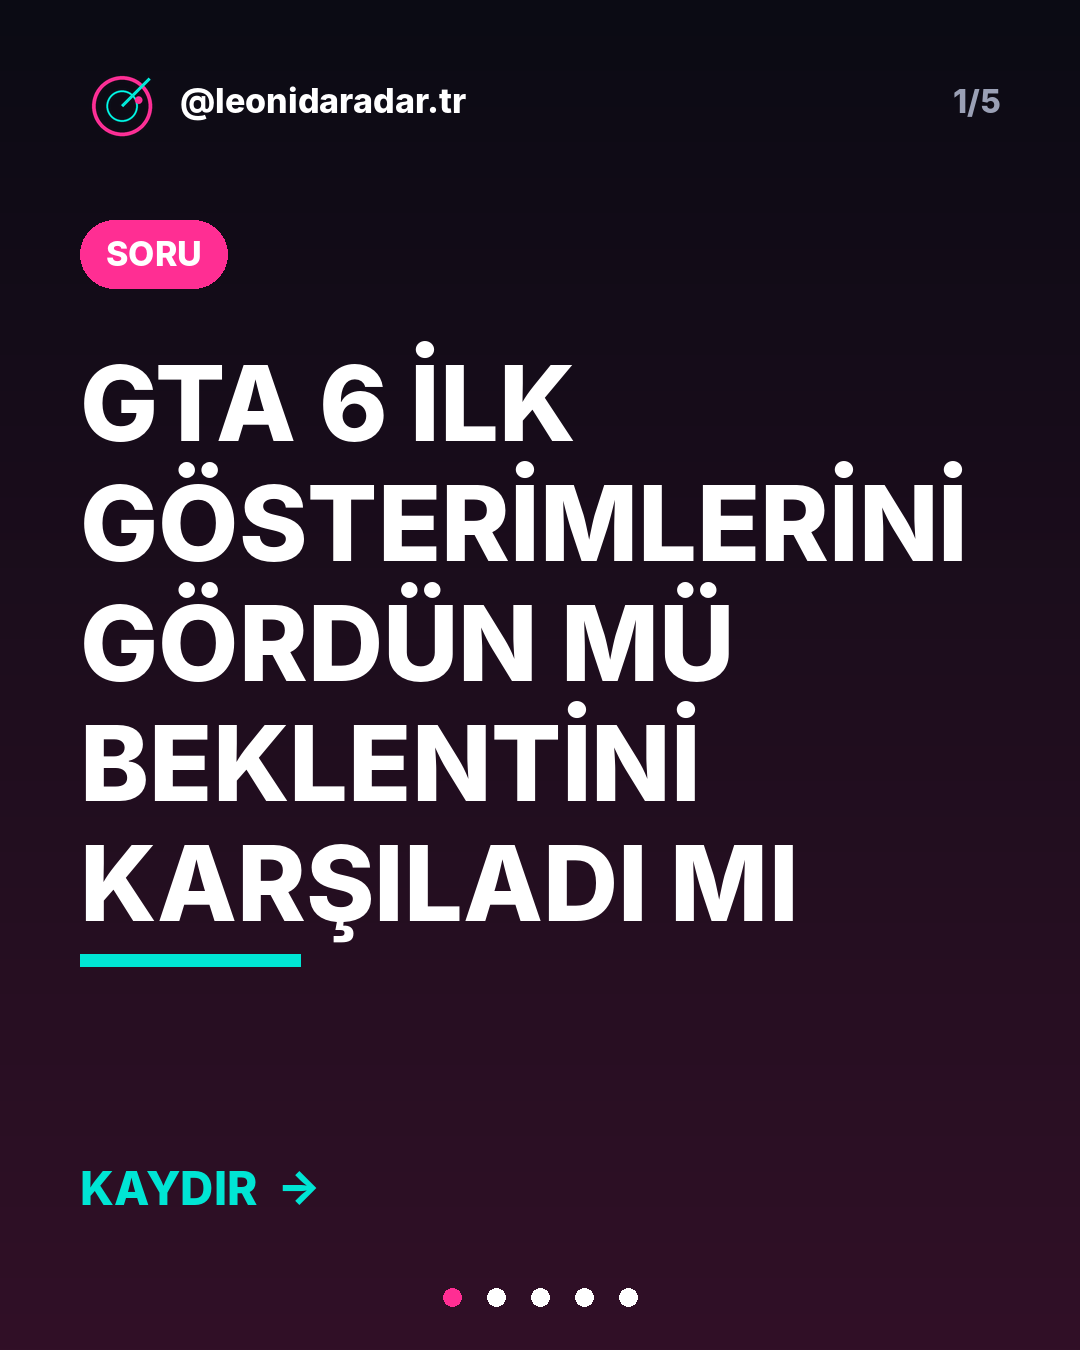 @leonidaradar.tr
1/5
SORU
GTA 6 İLK
GÖSTERİMLERİNİ
GÖRDÜN MÜ
BEKLENTİNİ
KARŞILADI MI
KAYDIR →